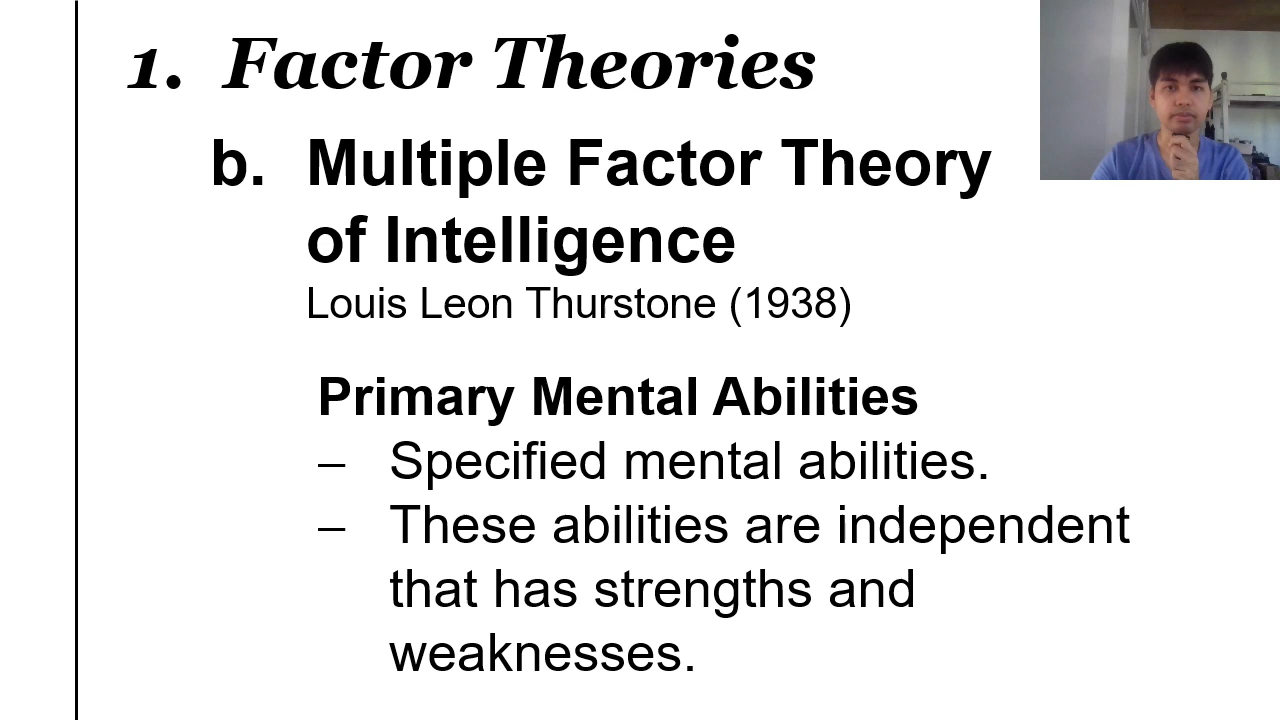 1. Factor Theories
b. Multiple Factor Theory
of Intelligence
Louis Leon Thurstone (1938)
Primary Mental Abilities
– Specified mental abilities.
– These abilities are independent
that has strengths and
weaknesses.